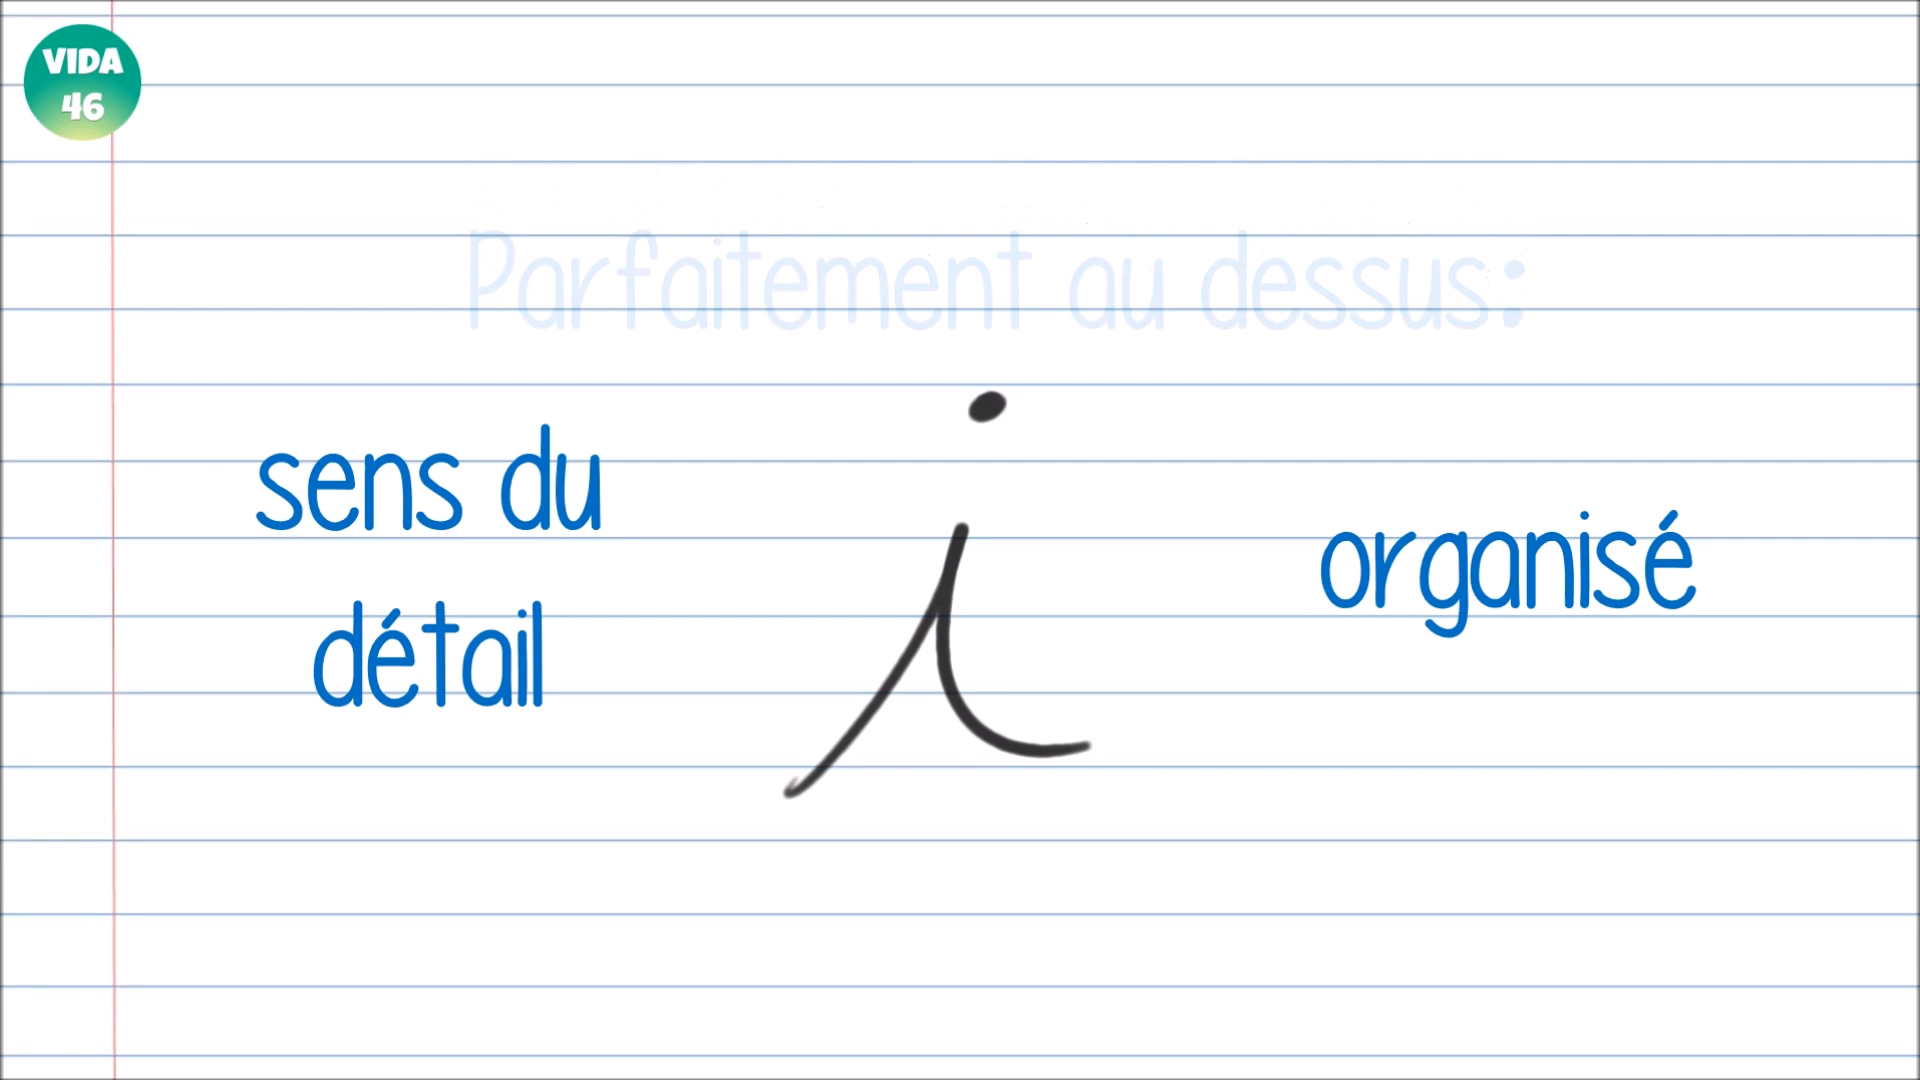 VIDA
46
Parfaitement au dessus:
sens du
détail
i
organisé